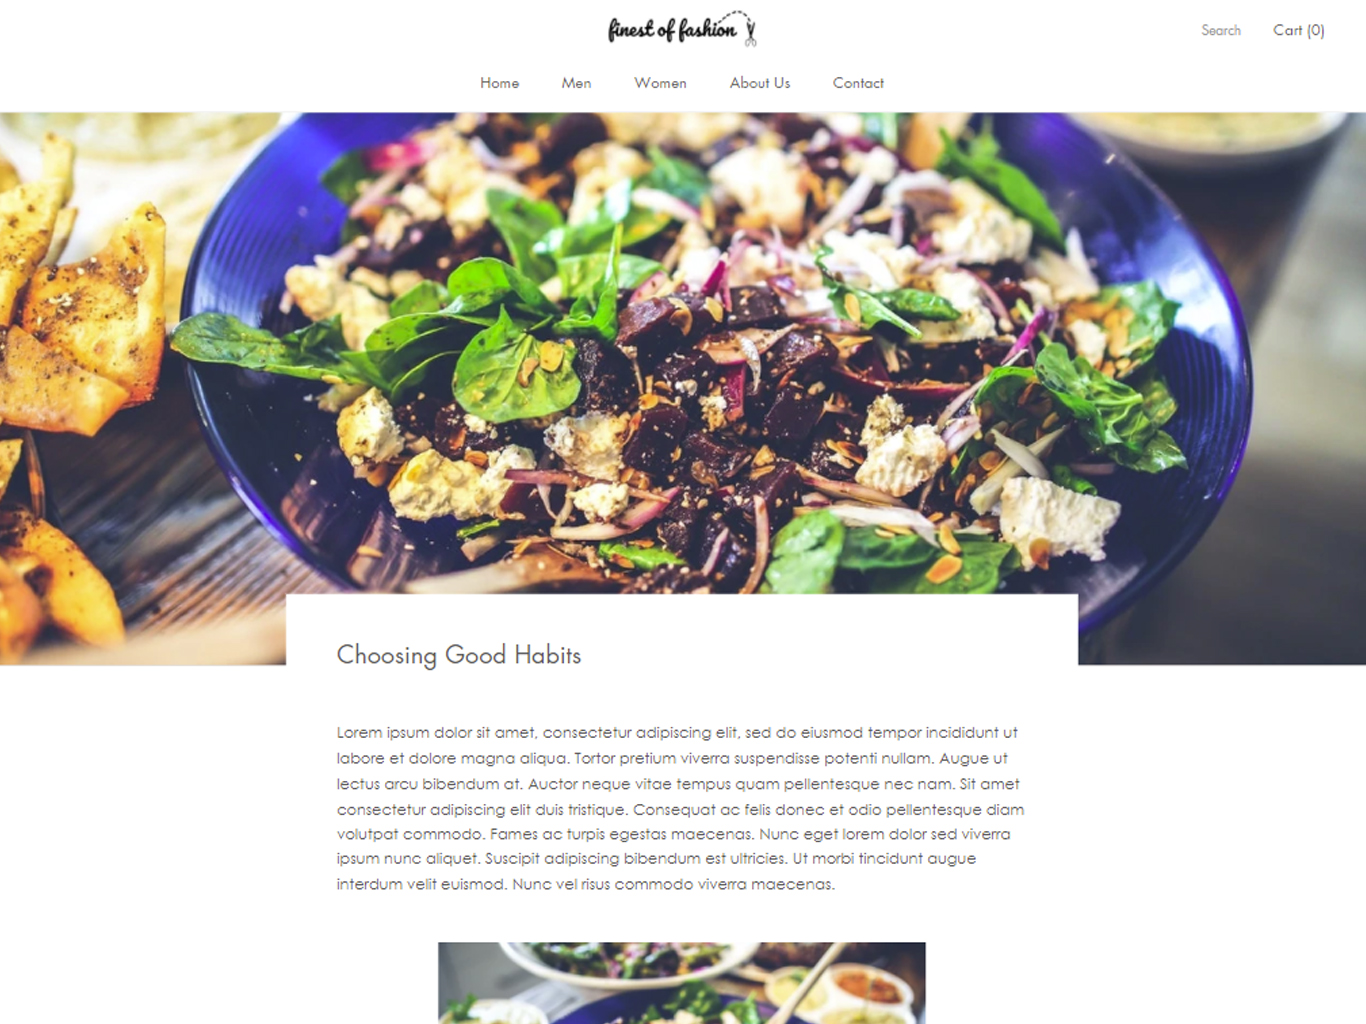 finest of fashion
Search
Cart (0)
Home
Men
Women
About Us
Contact
Choosing Good Habits
Lorem ipsum dolor sit amet, consectetur adipiscing elit, sed do eiusmod tempor incididunt ut
labore et dolore magna aliqua. Tortor pretium viverra suspendisse potenti nullam. Augue ut
lectus arcu bibendum at. Auctor neque vitae tempus quam pellentesque nec nam. Sit amet
consectetur adipiscing elit duis tristique. Consequat ac felis donec et odio pellentesque diam
volutpat commodo. Fames ac turpis egestas maecenas. Nunc eget lorem dolor sed viverra
ipsum nunc aliquet. Suscipit adipiscing bibendum est ultricies. Ut morbi tincidunt augue
interdum velit euismod. Nunc vel risus commodo viverra maecenas.